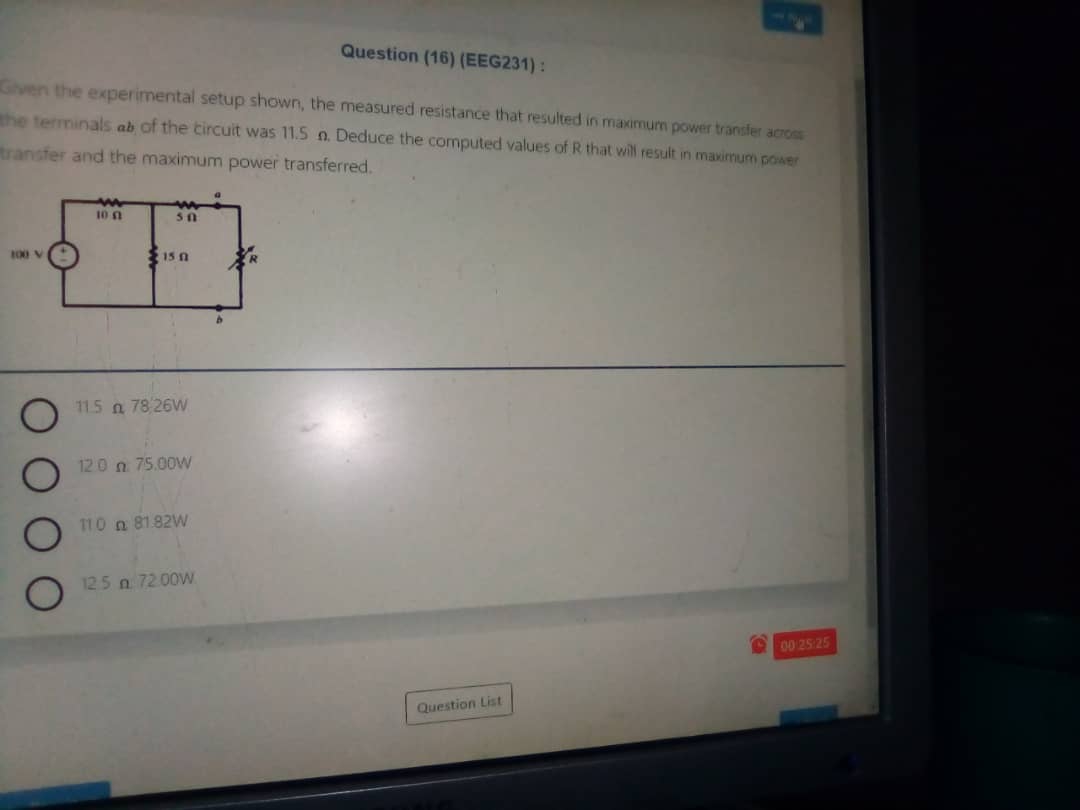 Question (16) (EEG231) :
Given the experimental setup shown, the measured resistance that resulted in maximum power transfer across
the terminals ab of the circuit was 11.5 Ω. Deduce the computed values of R that will result in maximum power
transfer and the maximum power transferred.
a
10 Ω
5 Ω
100 V
+
-
15 Ω
R
b
11.5 Ω 78.26W
12.0 Ω 75.00W
11.0 Ω 81.82W
12.5 Ω 72.00W
00:25:25
Question List